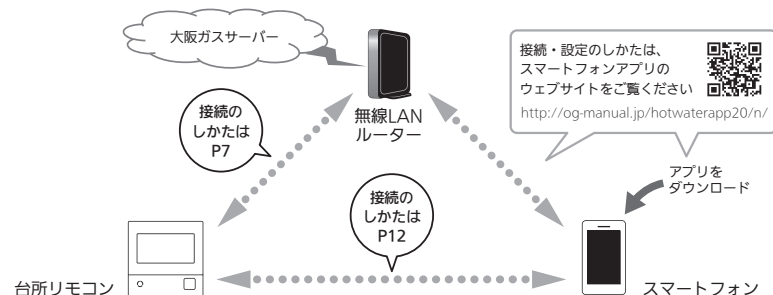 大阪ガスサーバー
接続・設定のしかたは、
スマートフォンアプリの
ウェブサイトをご覧ください
http://og-manual.jp/hotwaterapp20/n/
接続の
しかたは
P7
無線LAN
ルーター
アプリを
ダウンロード
接続の
しかたは
P12
台所リモコン
スマートフォン